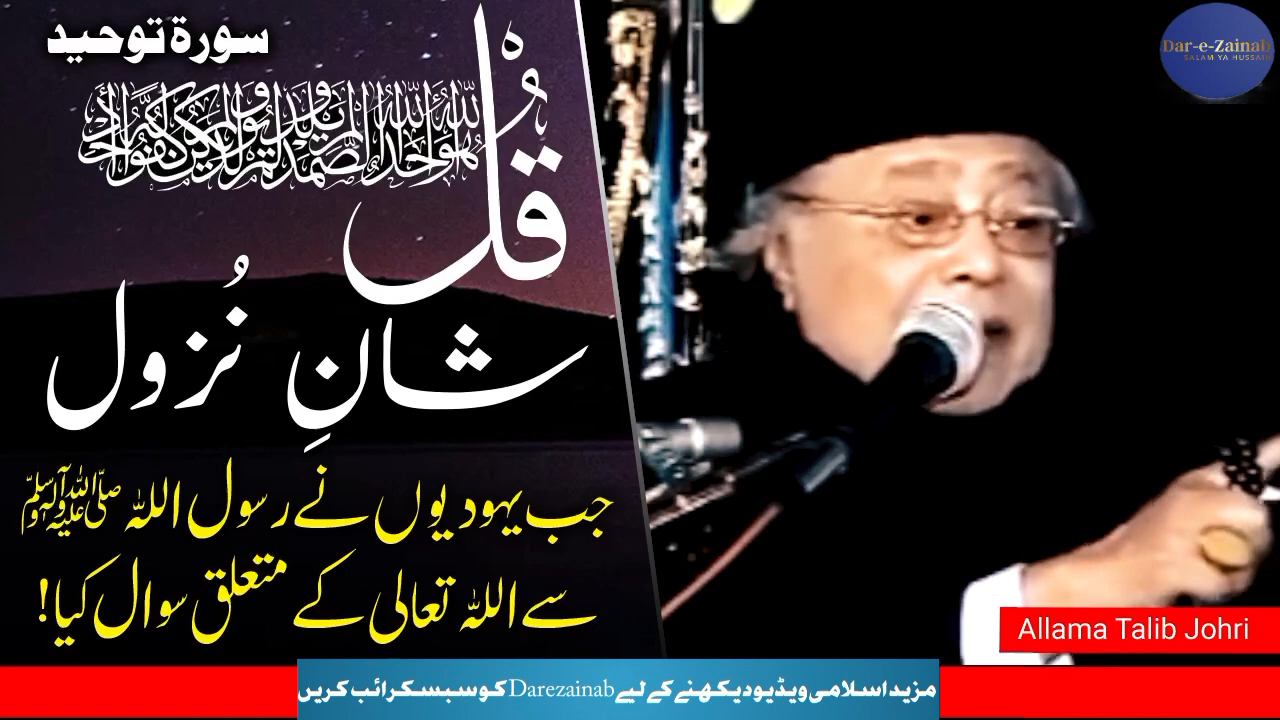 سورۃ توحید
قُلْ
هُوَ اللّٰهُ أَحَدٌ اللّٰهُ الصَّمَدُ لَمْ يَلِدْ وَلَمْ يُولَدْ وَلَمْ يَكُنْ لَهُ كُفُوًا أَحَدٌ
شانِ نُزول
جب یہودیوں نے رسول اللہ ﷺ
سے اللہ تعالی کے متعلق سوال کیا!
Dar-e-Zainab
SALAM YA HUSSAIN
Allama Talib Johri
مزید اسلامی ویڈیو دیکھنے کے لیے Darezainab کو سبسکرائب کریں